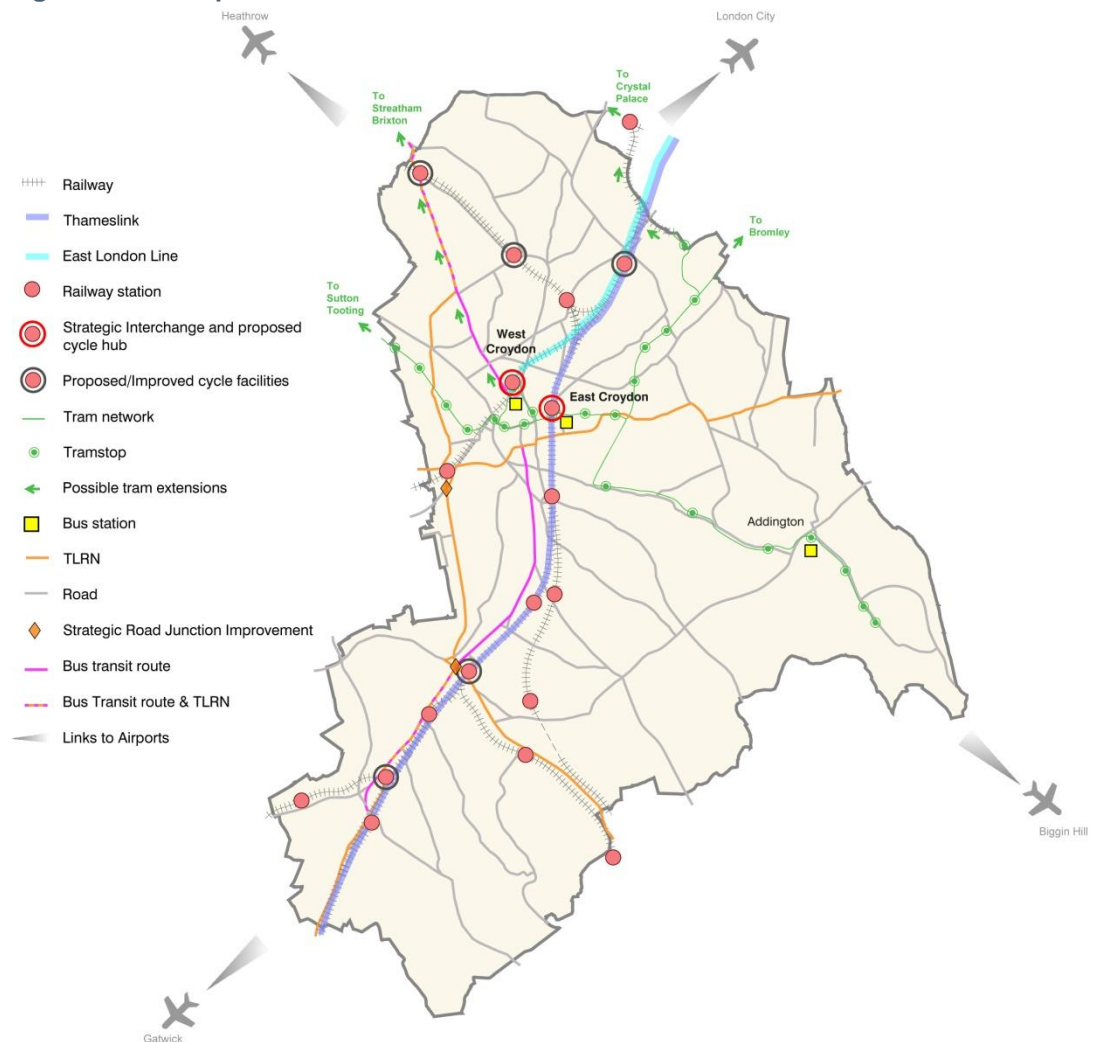 Heathrow
London City
To
Streatham
Brixton
To
Crystal
Palace
To
Bromley
To
Sutton
Tooting
West
Croydon
East Croydon
Addington
Biggin Hill
Gatwick
Railway
Thameslink
East London Line
Railway station
Strategic Interchange and proposed
cycle hub
Proposed/Improved cycle facilities
Tram network
Tramstop
Possible tram extensions
Bus station
TLRN
Road
Strategic Road Junction Improvement
Bus transit route
Bus Transit route & TLRN
Links to Airports